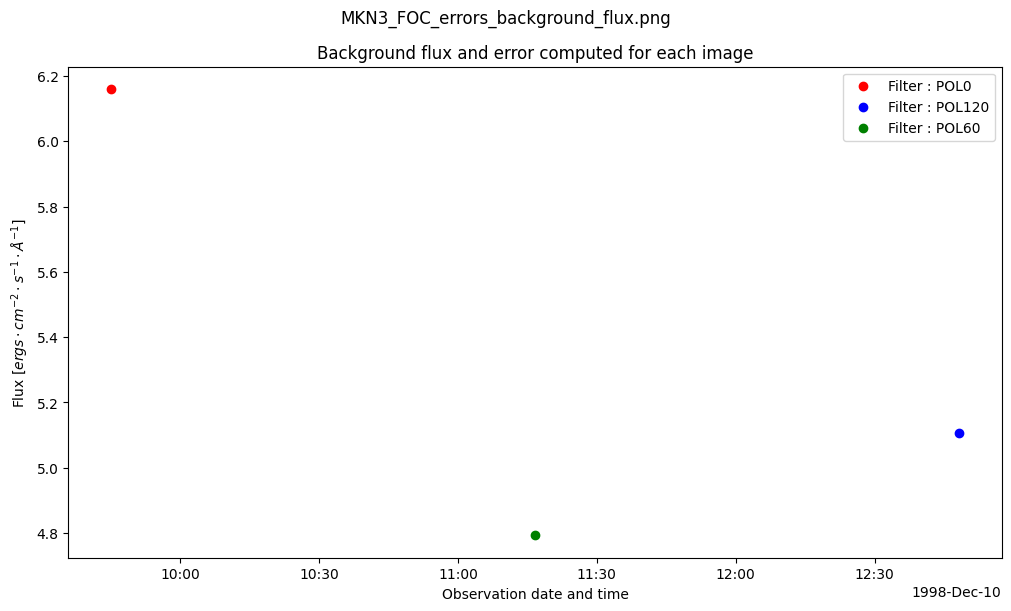 MKN3_FOC_errors_background_flux.png
Background flux and error computed for each image
Filter : POL0
Filter : POL120
Filter : POL60
Flux [ergs · cm⁻² · s⁻¹ · Å⁻¹]
6.2
6.0
5.8
5.6
5.4
5.2
5.0
4.8
10:00 10:30 11:00 11:30 12:00 12:30
Observation date and time
1998-Dec-10